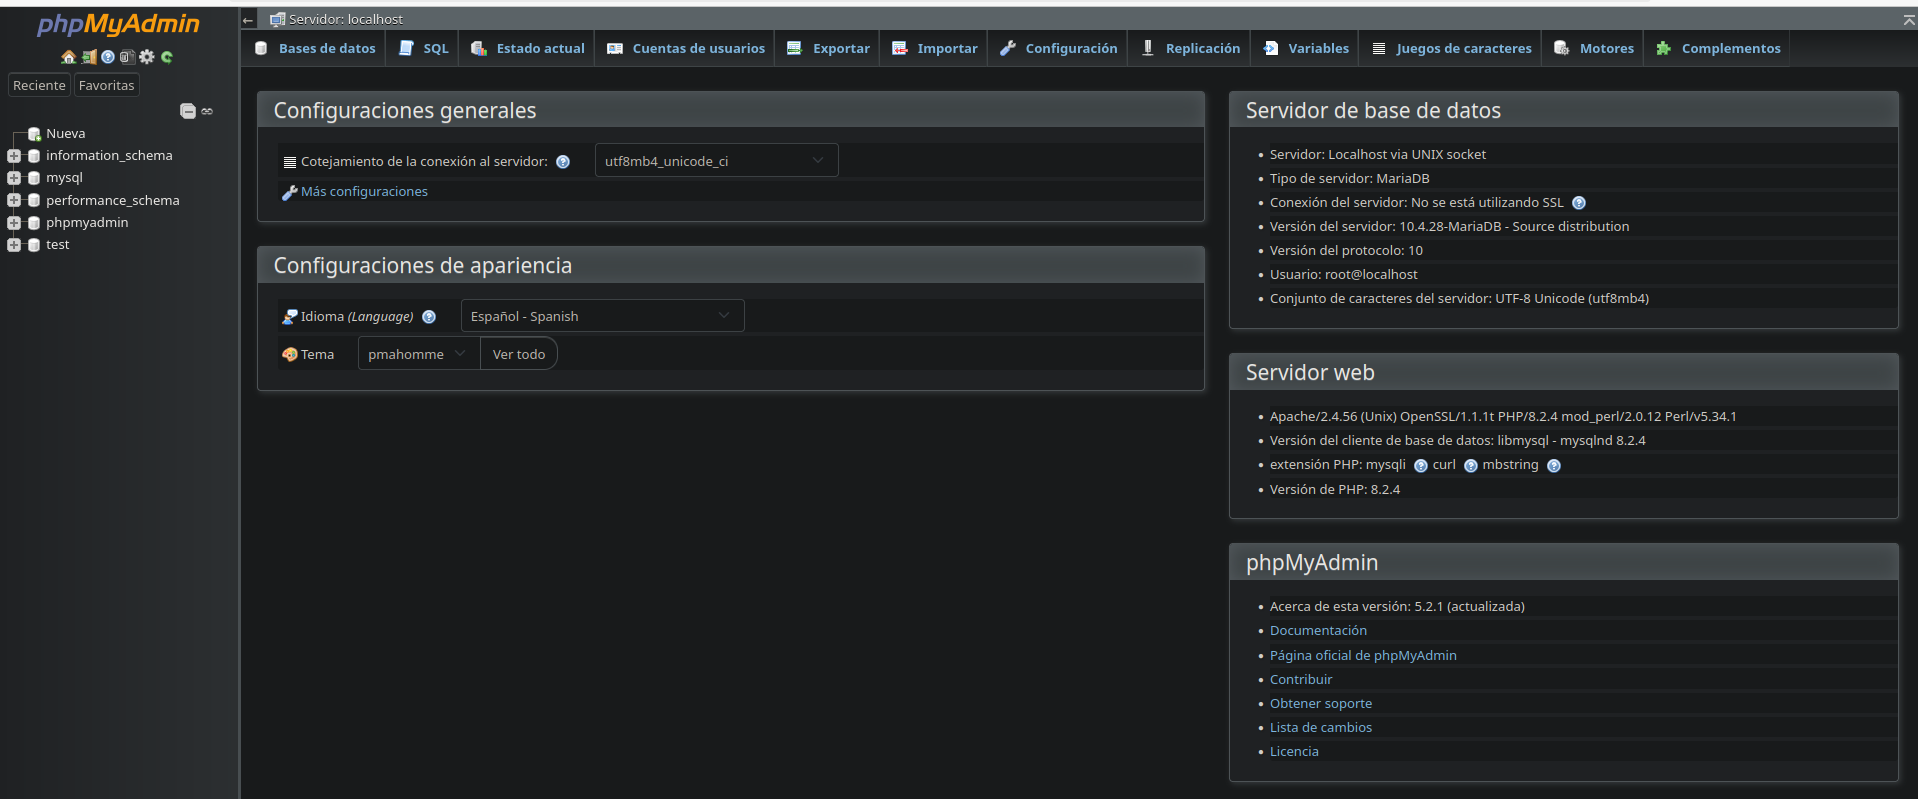 phpMyAdmin
Reciente Favoritas
Nueva
information_schema
mysql
performance_schema
phpmyadmin
test
Servidor: localhost
Bases de datos SQL Estado actual Cuentas de usuarios Exportar Importar Configuración Replicación Variables Juegos de caracteres Motores Complementos
Configuraciones generales
Cotejamiento de la conexión al servidor: utf8mb4_unicode_ci
Más configuraciones
Configuraciones de apariencia
Idioma (Language) Español - Spanish
Tema pmahomme Ver todo
Servidor de base de datos
Servidor: Localhost via UNIX socket
Tipo de servidor: MariaDB
Conexión del servidor: No se está utilizando SSL
Versión del servidor: 10.4.28-MariaDB - Source distribution
Versión del protocolo: 10
Usuario: root@localhost
Conjunto de caracteres del servidor: UTF-8 Unicode (utf8mb4)
Servidor web
Apache/2.4.56 (Unix) OpenSSL/1.1.1t PHP/8.2.4 mod_perl/2.0.12 Perl/v5.34.1
Versión del cliente de base de datos: libmysql - mysqlnd 8.2.4
extensión PHP: mysqli curl mbstring
Versión de PHP: 8.2.4
phpMyAdmin
Acerca de esta versión: 5.2.1 (actualizada)
Documentación
Página oficial de phpMyAdmin
Contribuir
Obtener soporte
Lista de cambios
Licencia